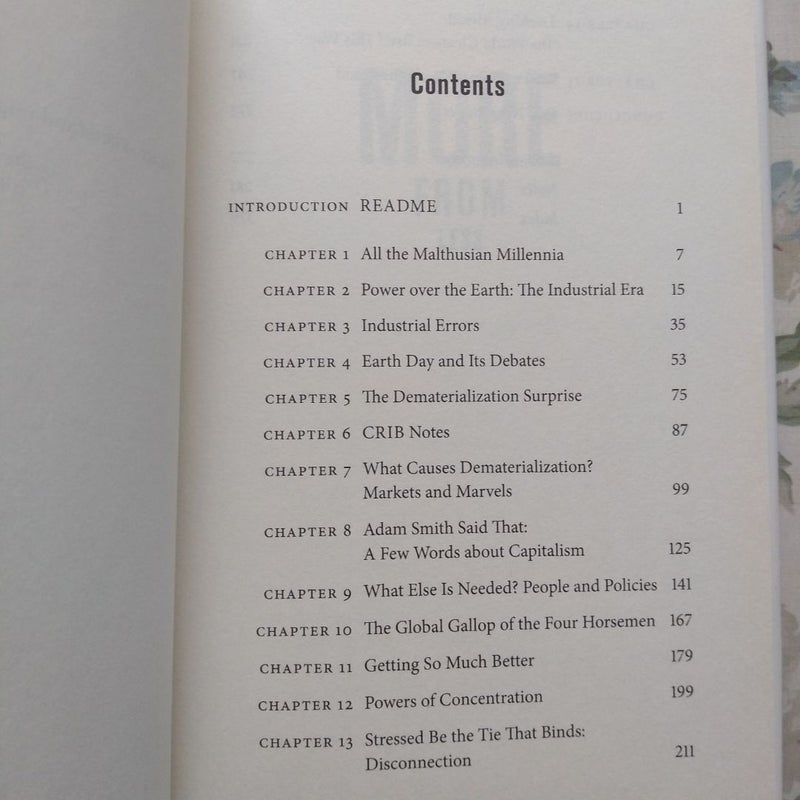 Contents
INTRODUCTION README 1
CHAPTER 1 All the Malthusian Millennia 7
CHAPTER 2 Power over the Earth: The Industrial Era 15
CHAPTER 3 Industrial Errors 35
CHAPTER 4 Earth Day and Its Debates 53
CHAPTER 5 The Dematerialization Surprise 75
CHAPTER 6 CRIB Notes 87
CHAPTER 7 What Causes Dematerialization?
Markets and Marvels 99
CHAPTER 8 Adam Smith Said That:
A Few Words about Capitalism 125
CHAPTER 9 What Else Is Needed? People and Policies 141
CHAPTER 10 The Global Gallop of the Four Horsemen 167
CHAPTER 11 Getting So Much Better 179
CHAPTER 12 Powers of Concentration 199
CHAPTER 13 Stressed Be the Tie That Binds:
Disconnection 211